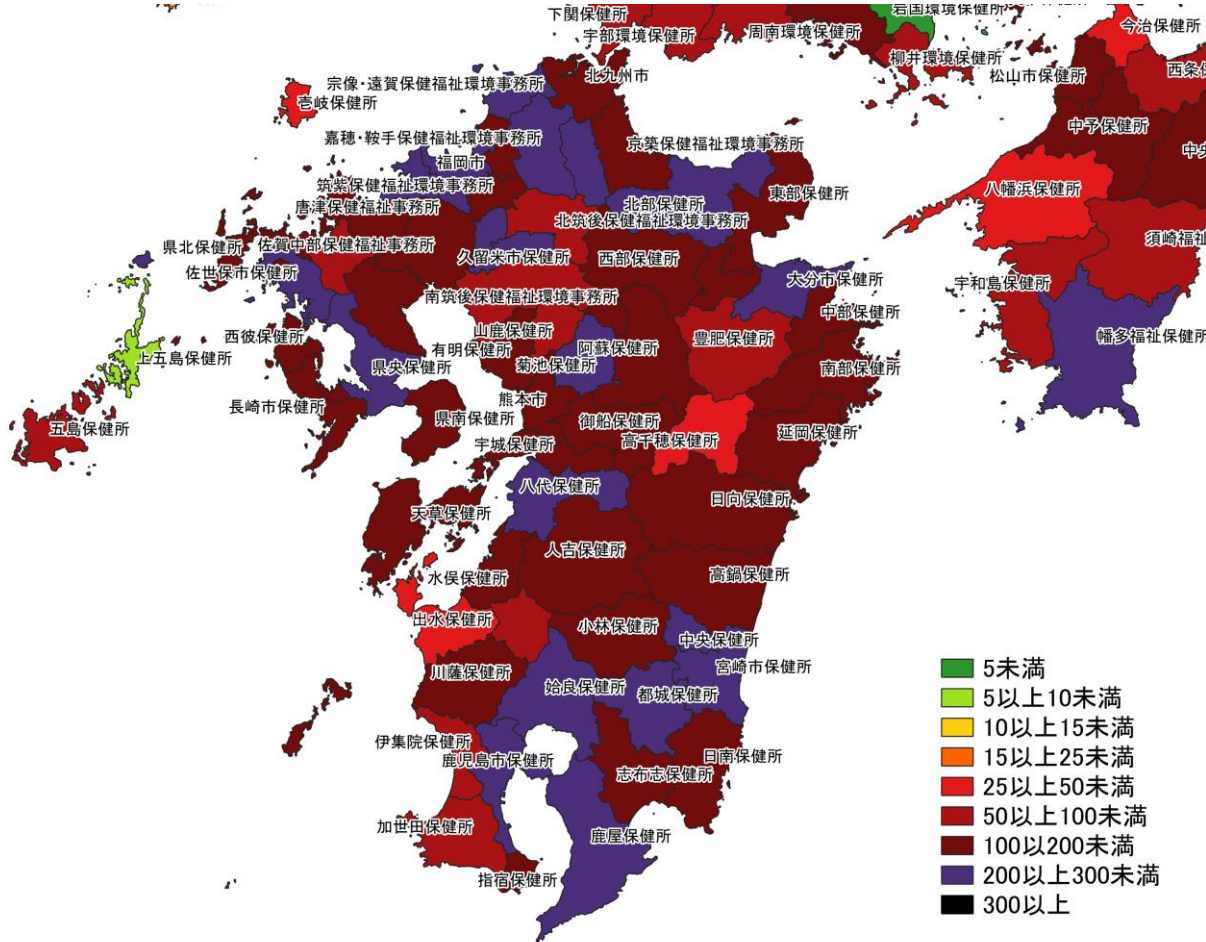 下関保健所
岩国環境保健所
宇部環境保健所
周南環境保健所
今治保健所
柳井環境保健所
北九州市
松山市保健所
西条保
宗像・遠賀保健福祉環境事務所
壱岐保健所
中予保健所
嘉穂・鞍手保健福祉環境事務所
京築保健福祉環境事務所
中央
福岡市
筑紫保健福祉環境事務所
東部保健所
八幡浜保健所
唐津保健福祉事務所
北部保健所
北筑後保健福祉環境事務所
県北保健所
佐賀中部保健福祉事務所
須崎福祉
久留米市保健所
西部保健所
佐世保市保健所
大分市保健所
宇和島保健所
南筑後保健福祉環境事務所
中部保健所
西彼保健所
山鹿保健所
豊肥保健所
幡多福祉保健所
上五島保健所
有明保健所
阿蘇保健所
県央保健所
菊池保健所
南部保健所
長崎市保健所
熊本市
県南保健所
御船保健所
五島保健所
宇城保健所
高千穂保健所
延岡保健所
八代保健所
日向保健所
天草保健所
人吉保健所
水俣保健所
高鍋保健所
出水保健所
小林保健所
中央保健所
宮崎市保健所
川薩保健所
姶良保健所
都城保健所
伊集院保健所
鹿児島市保健所
日南保健所
志布志保健所
加世田保健所
鹿屋保健所
指宿保健所
5未満
5以上10未満
10以上15未満
15以上25未満
25以上50未満
50以上100未満
100以200未満
200以上300未満
300以上